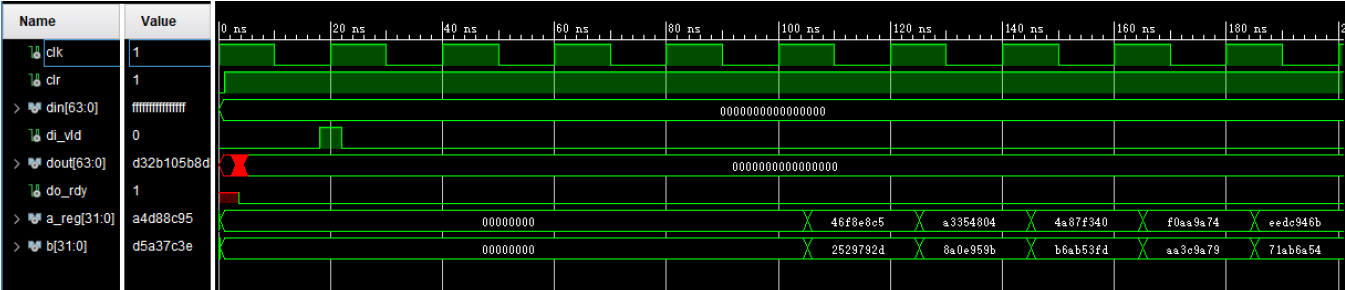 Name Value 0 ns 20 ns 40 ns 60 ns 80 ns 100 ns 120 ns 140 ns 160 ns 180 ns
clk 1
clr 1
din[63:0] ffffffffffffffff 0000000000000000
di_vld 0
dout[63:0] d32b105b8d 0000000000000000
do_rdy 1
a_reg[31:0] a4d88c95 00000000 46f8e8c5 a3354804 4a87f340 f0aa9a74 eedc946b
b[31:0] d5a37c3e 00000000 2529792d 8a0e959b b6ab53fd aa3c9a79 71ab6a54